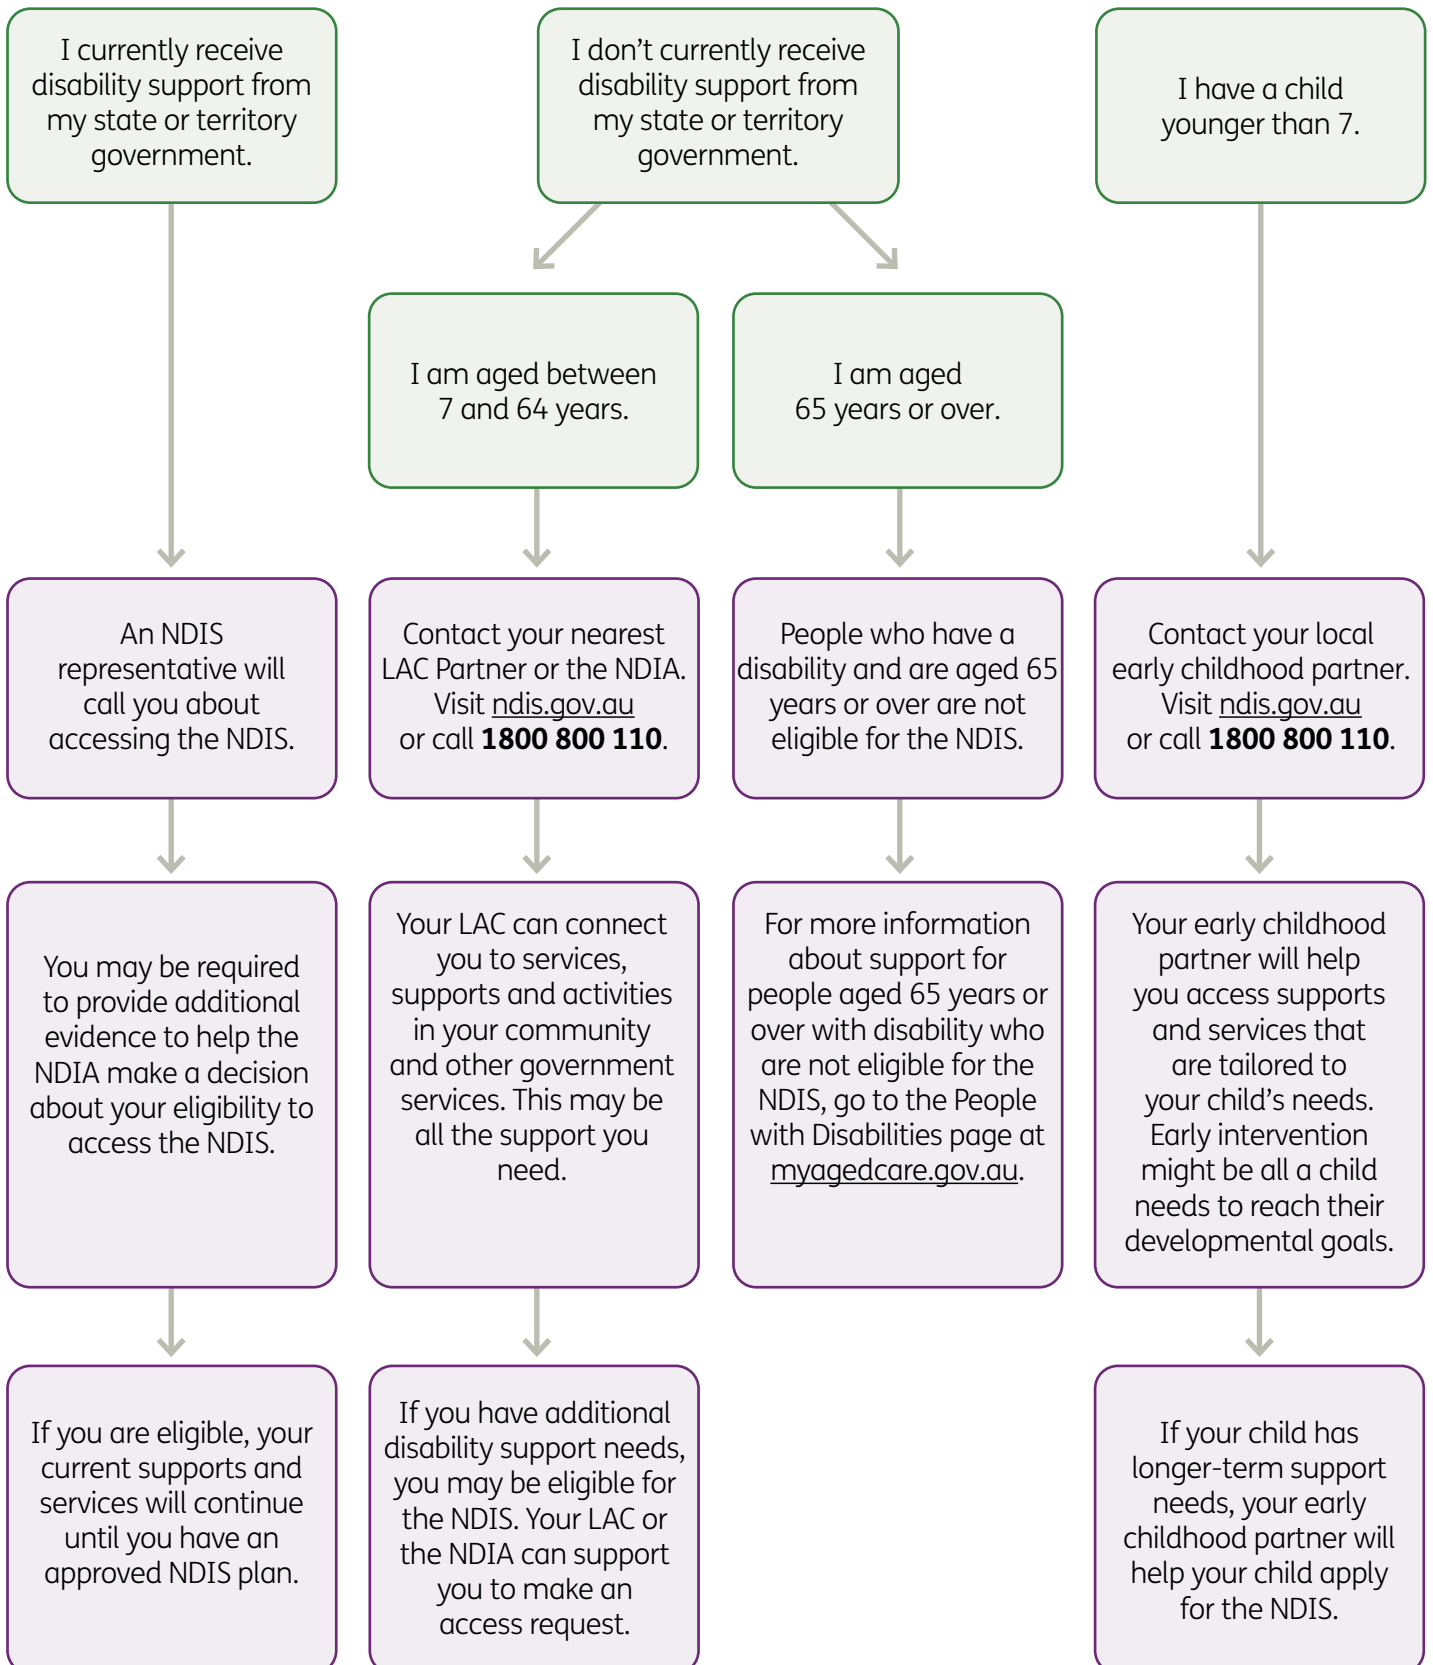 I currently receive
disability support from
my state or territory
government.
I don't currently receive
disability support from
my state or territory
government.
I have a child
younger than 7.
I am aged between
7 and 64 years.
I am aged
65 years or over.
An NDIS
representative will
call you about
accessing the NDIS.
Contact your nearest
LAC Partner or the NDIA.
Visit ndis.gov.au
or call 1800 800 110.
People who have a
disability and are aged 65
years or over are not
eligible for the NDIS.
Contact your local
early childhood partner.
Visit ndis.gov.au
or call 1800 800 110.
You may be required
to provide additional
evidence to help the
NDIA make a decision
about your eligibility to
access the NDIS.
Your LAC can connect
you to services,
supports and activities
in your community
and other government
services. This may be
all the support you
need.
For more information
about support for
people aged 65 years or
over with disability who
are not eligible for the
NDIS, go to the People
with Disabilities page at
myagedcare.gov.au.
Your early childhood
partner will help
you access supports
and services that
are tailored to
your child's needs.
Early intervention
might be all a child
needs to reach their
developmental goals.
If you are eligible, your
current supports and
services will continue
until you have an
approved NDIS plan.
If you have additional
disability support needs,
you may be eligible for
the NDIS. Your LAC or
the NDIA can support
you to make an
access request.
If your child has
longer-term support
needs, your early
childhood partner will
help your child apply
for the NDIS.